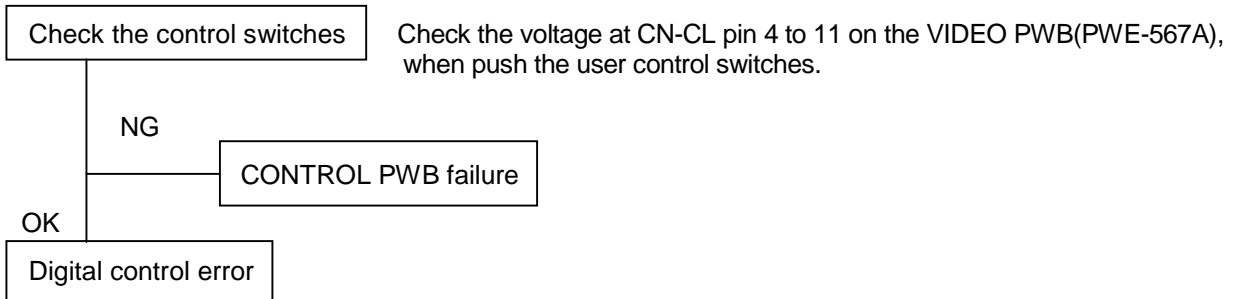 Check the control switches
Check the voltage at CN-CL pin 4 to 11 on the VIDEO PWB(PWE-567A),
when push the user control switches.
NG
CONTROL PWB failure
OK
Digital control error